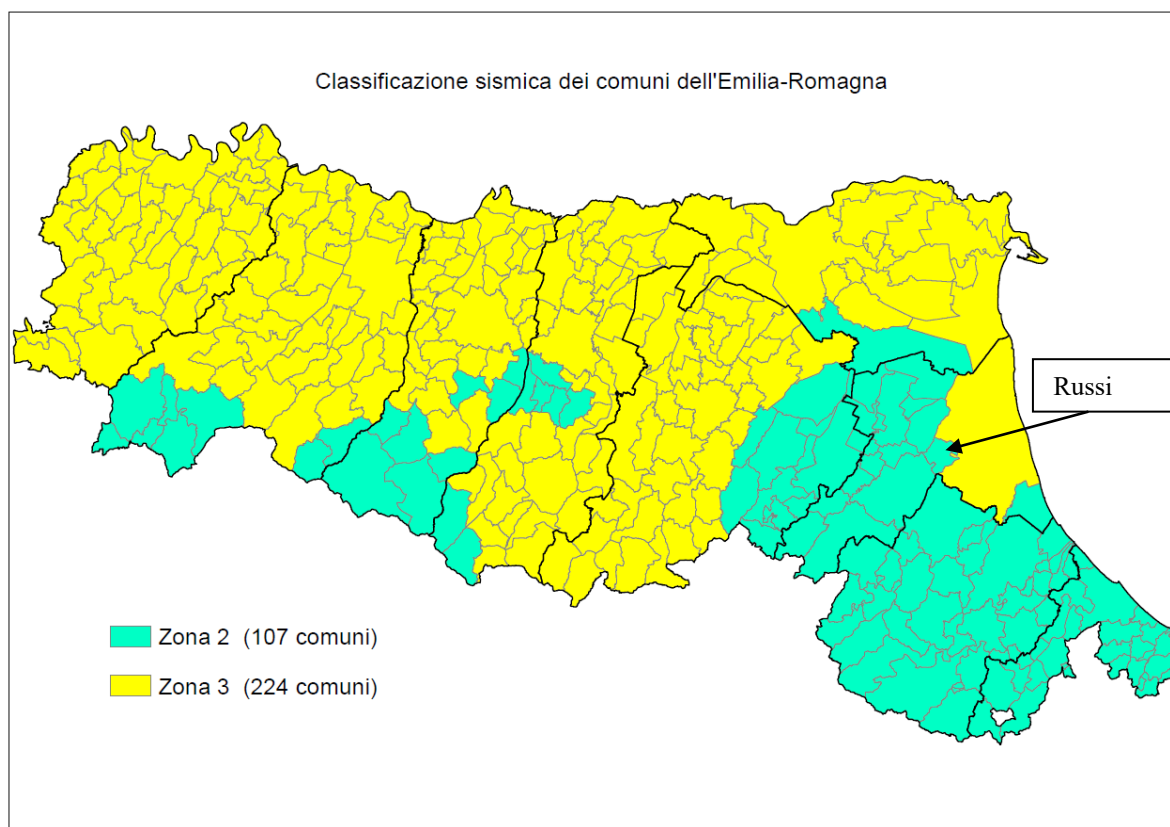 Classificazione sismica dei comuni dell'Emilia-Romagna
Russi
Zona 2 (107 comuni)
Zona 3 (224 comuni)